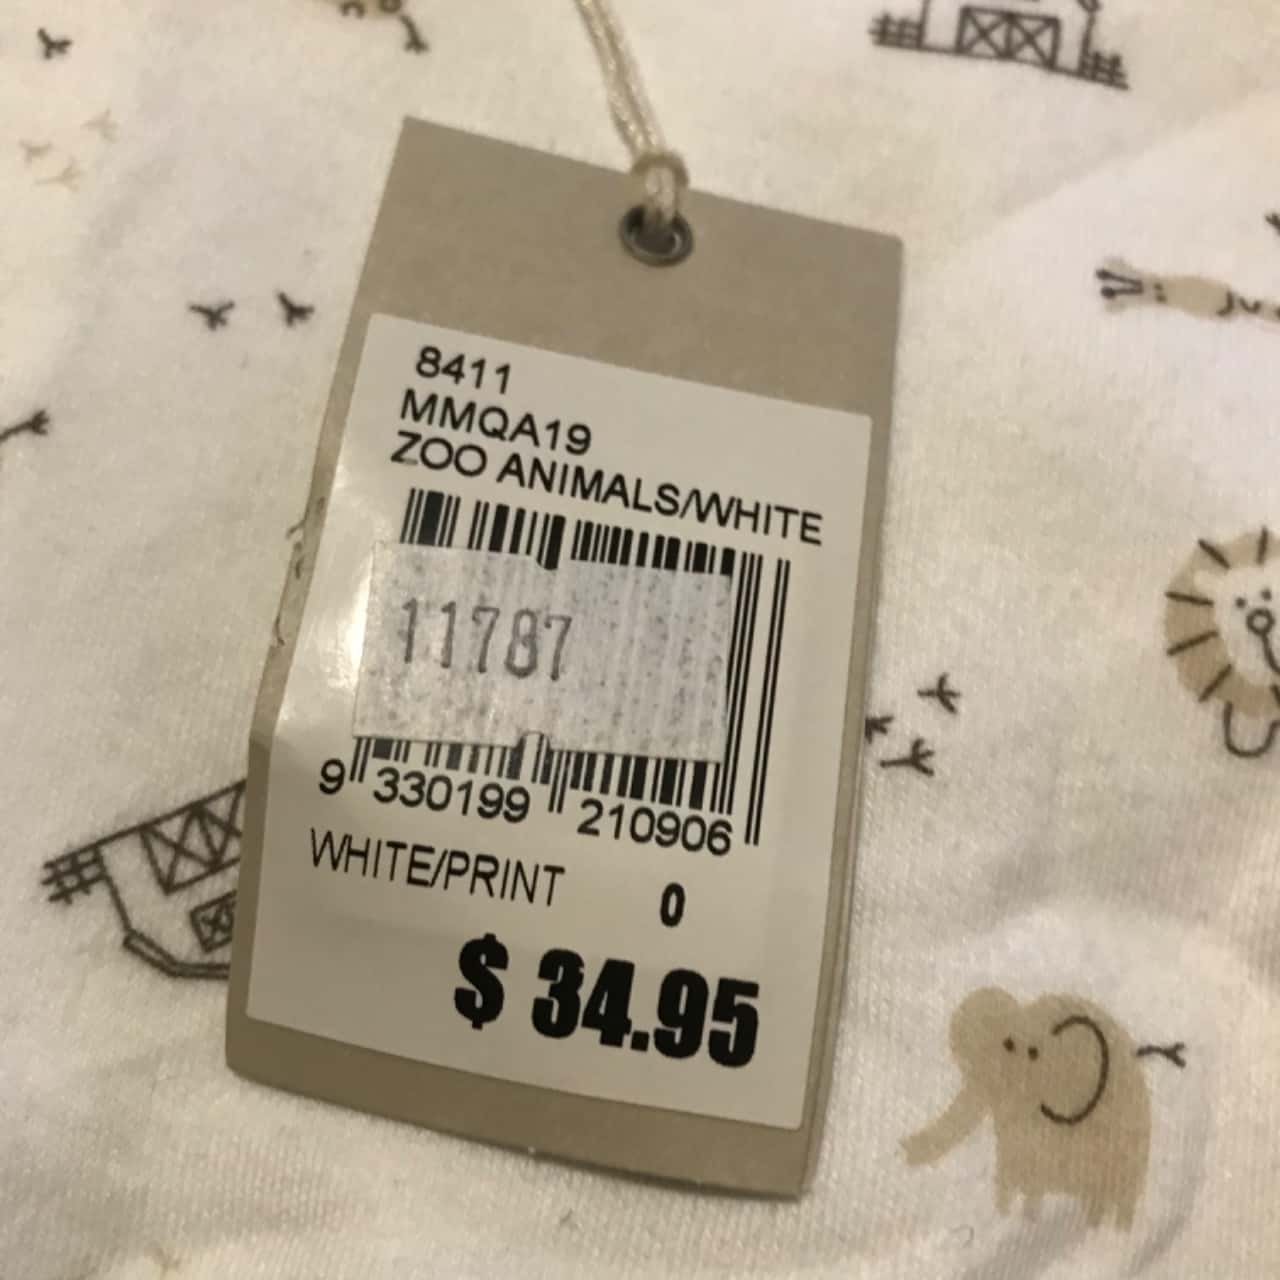 8411
MMQA19
ZOO ANIMALS/WHITE
11787
9 330199 210906
WHITE/PRINT 0
$ 34.95